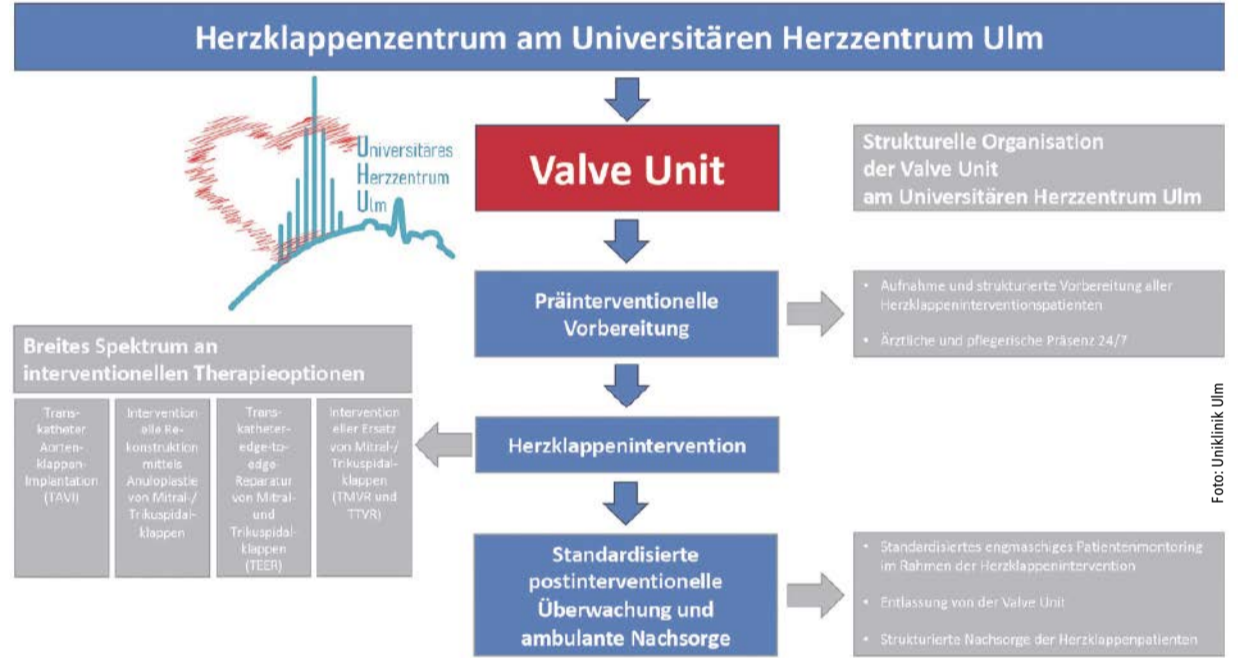 Herzklappenzentrum am Universitären Herzzentrum Ulm
Universitäres
Herzzentrum
Ulm
Valve Unit
Strukturelle Organisation
der Valve Unit
am Universitären Herzzentrum Ulm
Präinterventionelle
Vorbereitung
• Aufnahme und strukturierte Vorbereitung aller
Herzklappeninterventionspatienten
• Ärztliche und pflegerische Präsenz 24/7
Breites Spektrum an
interventionellen Therapieoptionen
Trans-
katheter
Aorten-
klappen-
Implantation
(TAVI)
Intervention
elle Re-
konstruktion
mittels
Anuloplastie
von Mitral-/
Trikuspidal-
klappen
Trans-
katheter-
edge-to-
edge-
Reparatur
von Mitral-
und
Trikuspidal-
klappen
(TEER)
Intervention
eller Ersatz
von Mitral-/
Trikuspidal-
klappen
(TMVR und
TTVR)
Herzklappenintervention
Standardisierte
postinterventionelle
Überwachung und
ambulante Nachsorge
• Standardisiertes engmaschiges Patientenmontoring
im Rahmen der Herzklappenintervention
• Entlassung von der Valve Unit
• Strukturierte Nachsorge der Herzklappenpatienten
Foto: Uniklinik Ulm